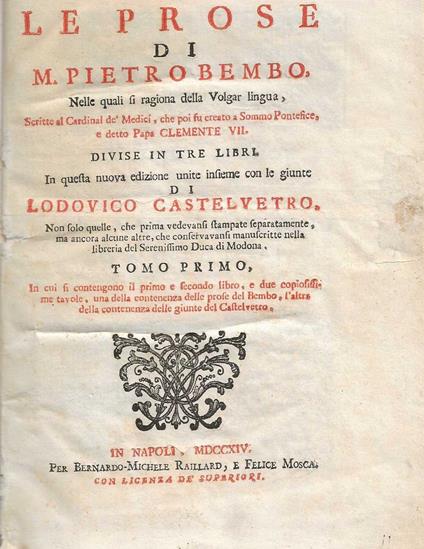 LE PROSE
DI
M. PIETRO BEMBO,
Nelle quali ſi ragiona della Volgar lingua,
Scritte al Cardinal de' Medici, che poi fu creato a Sommo Pontefice,
e detto Papa CLEMENTE VII.
DIVISE IN TRE LIBRI.
In queſta nuova edizione unite inſieme con le giunte
DI
LODOVICO CASTELVETRO,
Non ſolo quelle, che prima vedevanſi ſtampate ſeparatamente,
ma ancora alcune altre, che conſervavanſi manuſcritte nella
libreria del Sereniſſimo Duca di Modona.
TOMO PRIMO,
In cui ſi contengono il primo e ſecondo libro, e due copioſiſſi-
me tavole, una della contenenza delle proſe del Bembo, l'altra
della contenenza delle giunte del Caſtelvetro.
IN NAPOLI, MDCCXIV.
PER BERNARDO-MICHELE RAILLARD, E FELICE MOSCA.
CON LICENZA DE' SUPERIORI.